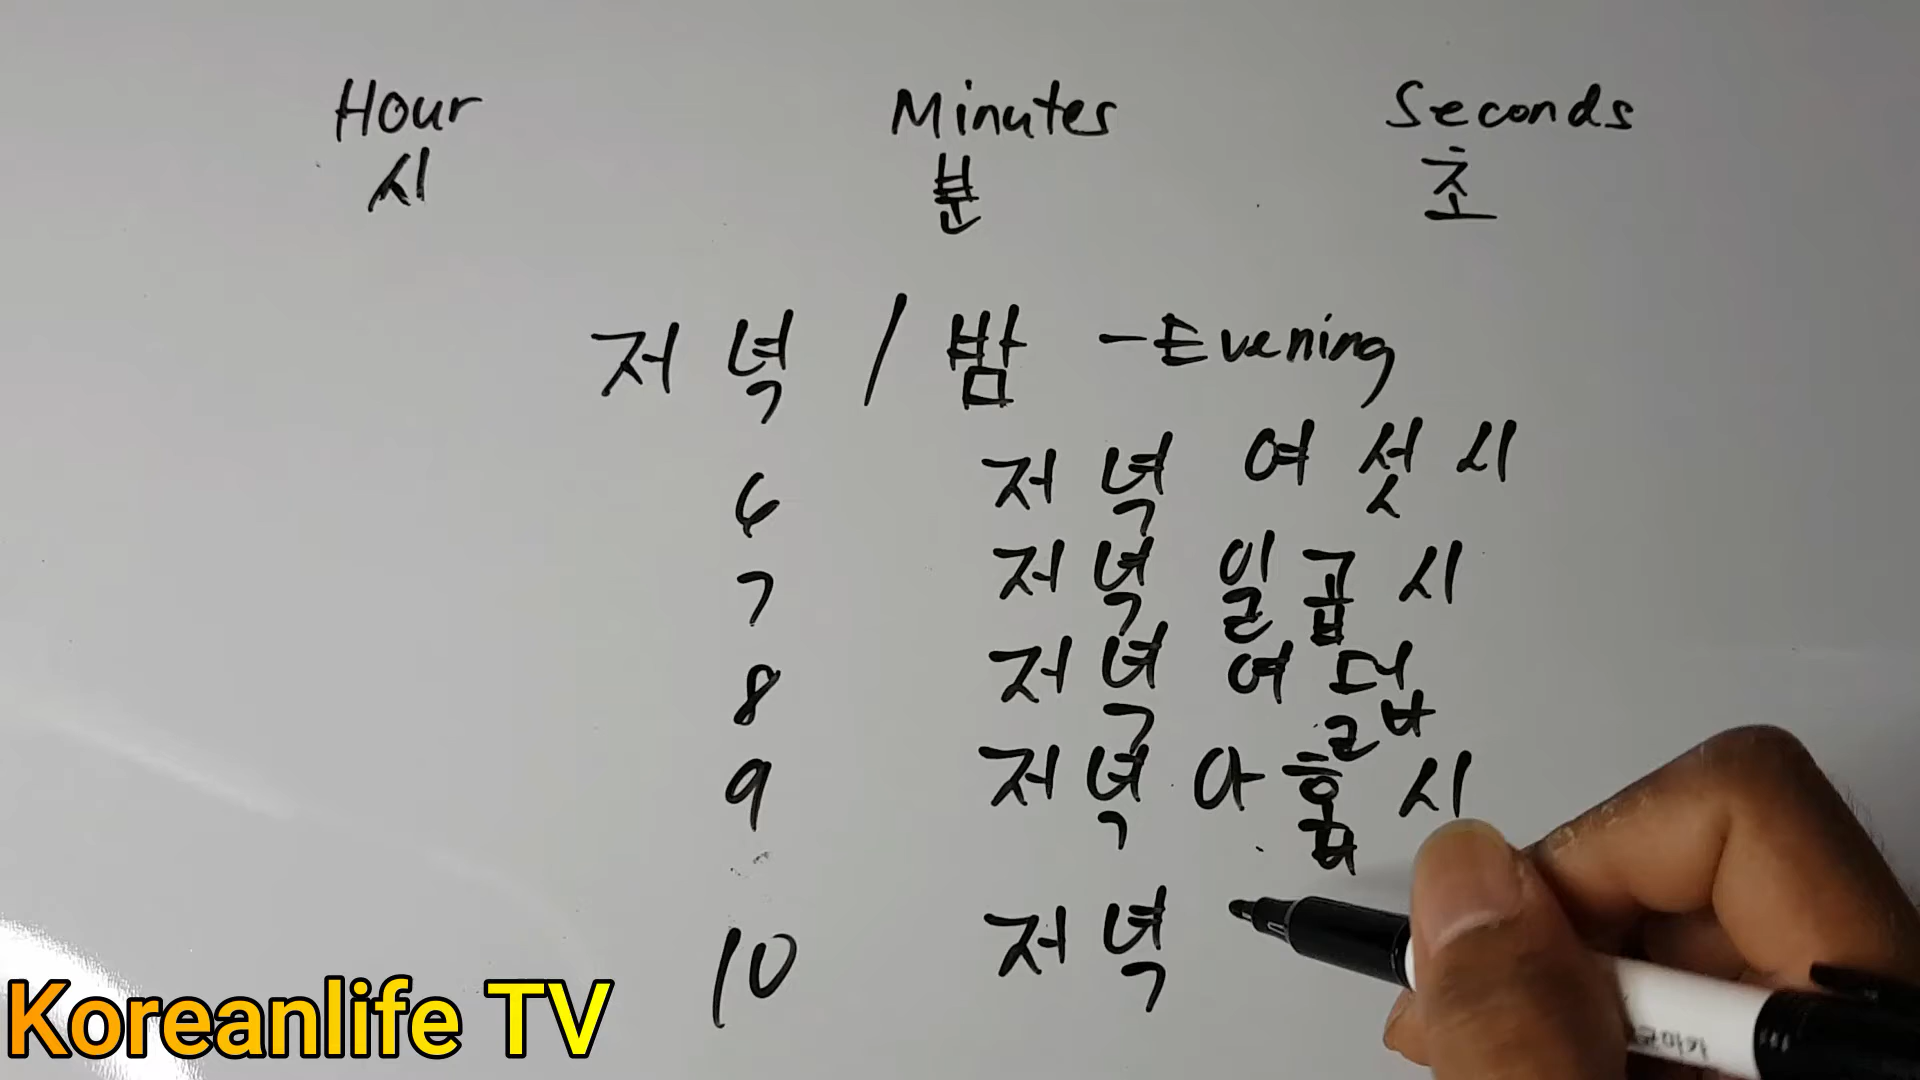 Hour Minutes Seconds
시 분 초
저녁 / 밤 - Evening
6 저녁 여섯시
7 저녁 일곱시
8 저녁 여덟
9 저녁 아홉시
10 저녁
Koreanlife TV